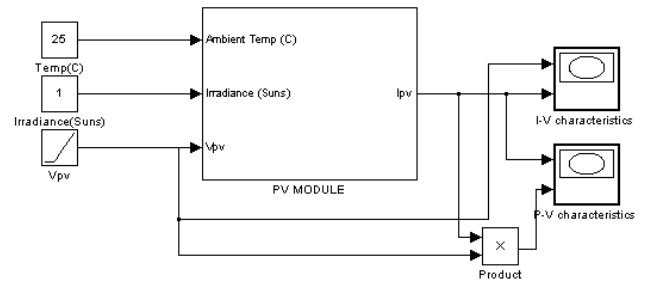 25
Temp(C)
1
Irradiance(Suns)
Vpv
Ambient Temp (C)
Irradiance (Suns)
Vpv
Ipv
PV MODULE
I-V characteristics
P-V characteristics
×
Product